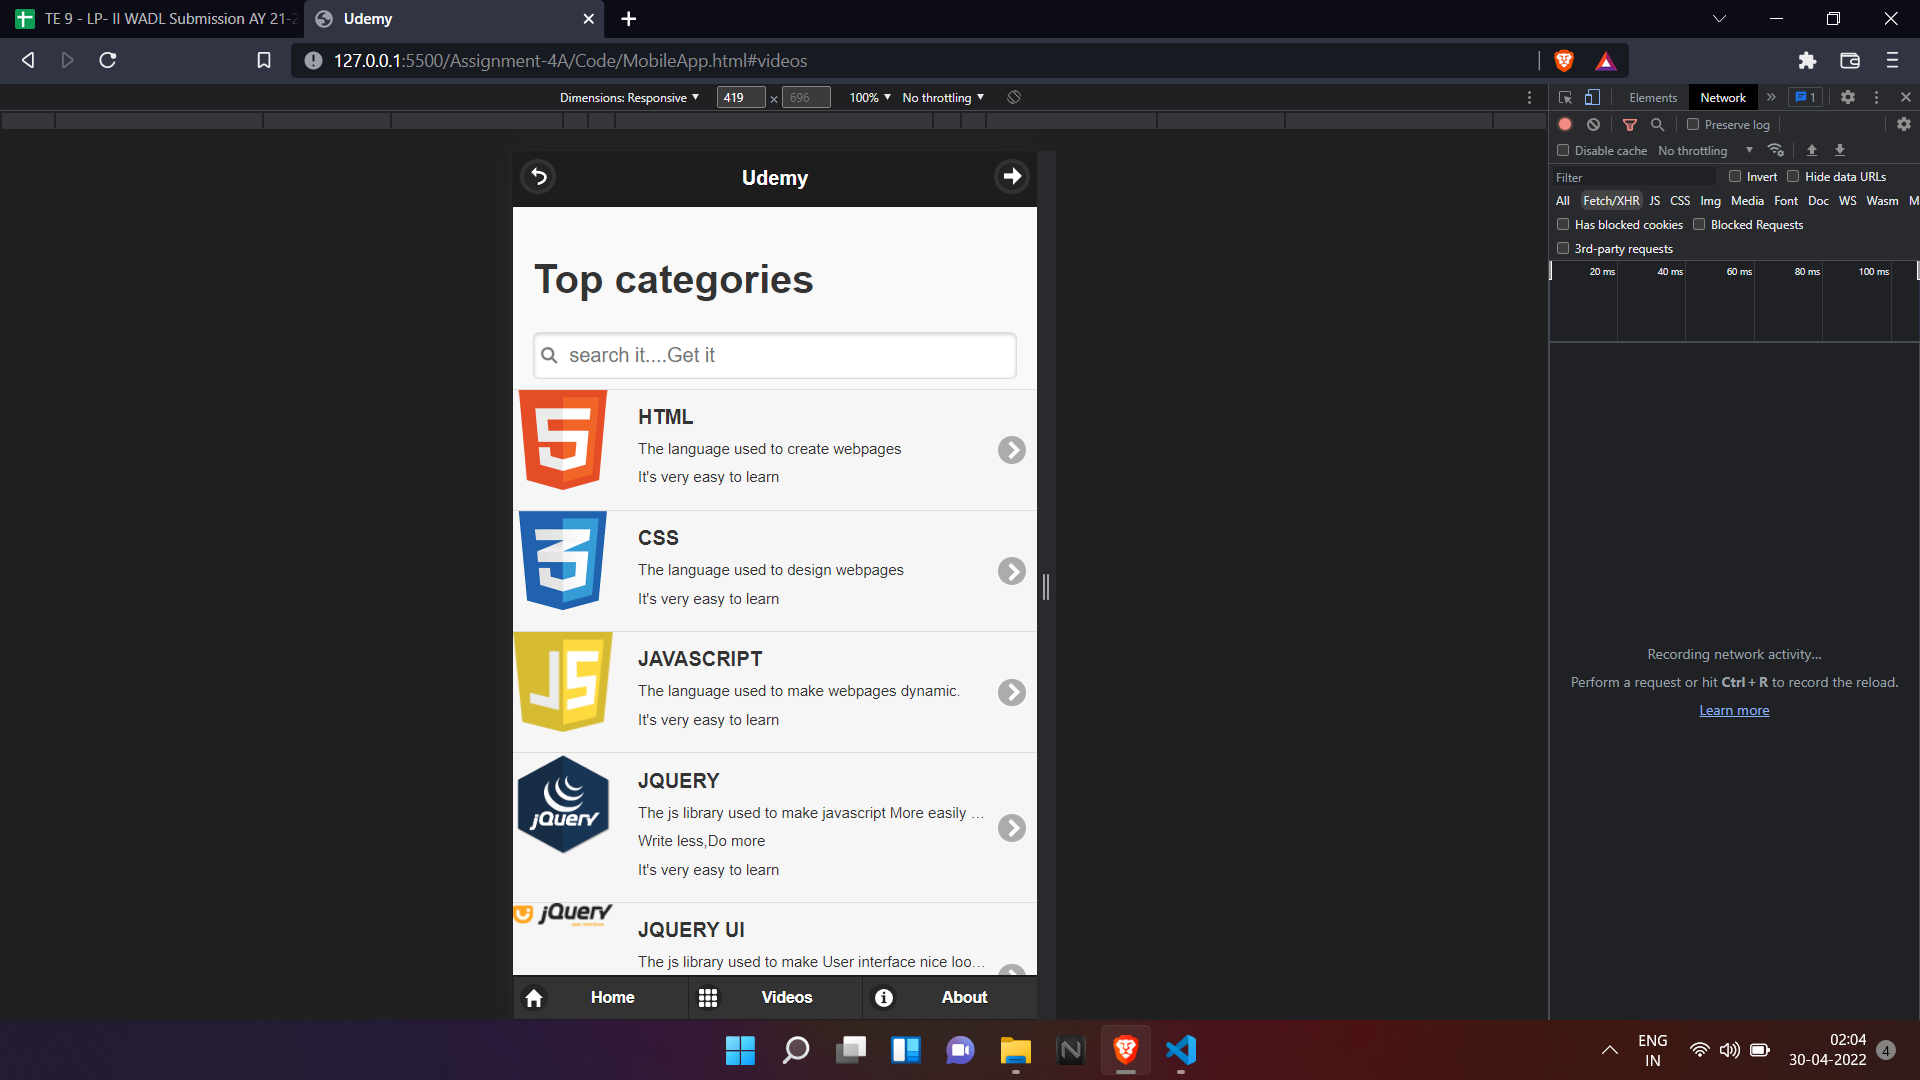 TE 9 - LP- II WADL Submission AY 21-2
Udemy
127.0.0.1:5500/Assignment-4A/Code/MobileApp.html#videos
Dimensions: Responsive 419 × 696 100% No throttling
Elements Network » 1
Preserve log
Disable cache No throttling
Filter Invert Hide data URLs
All Fetch/XHR JS CSS Img Media Font Doc WS Wasm M
Has blocked cookies Blocked Requests
3rd-party requests
20 ms 40 ms 60 ms 80 ms 100 ms
Recording network activity…
Perform a request or hit Ctrl + R to record the reload.
Learn more
Udemy
Top categories
search it....Get it
HTML
The language used to create webpages
It's very easy to learn
CSS
The language used to design webpages
It's very easy to learn
JS
JAVASCRIPT
The language used to make webpages dynamic.
It's very easy to learn
jQuery
JQUERY
The js library used to make javascript More easily ...
Write less,Do more
It's very easy to learn
jQuery
JQUERY UI
The js library used to make User interface nice loo...
Home Videos About
ENG
IN
02:04
30-04-2022
4